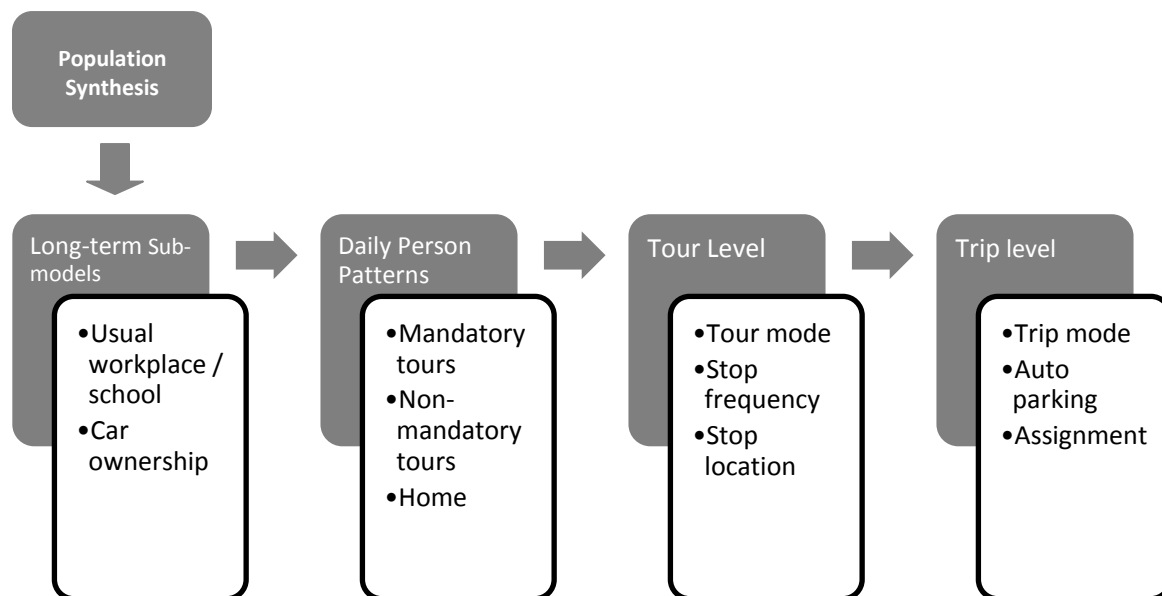 Population
Synthesis
Long-term Sub-
models
•Usual
workplace /
school
•Car
ownership
Daily Person
Patterns
•Mandatory
tours
•Non-
mandatory
tours
•Home
Tour Level
•Tour mode
•Stop
frequency
•Stop
location
Trip level
•Trip mode
•Auto
parking
•Assignment